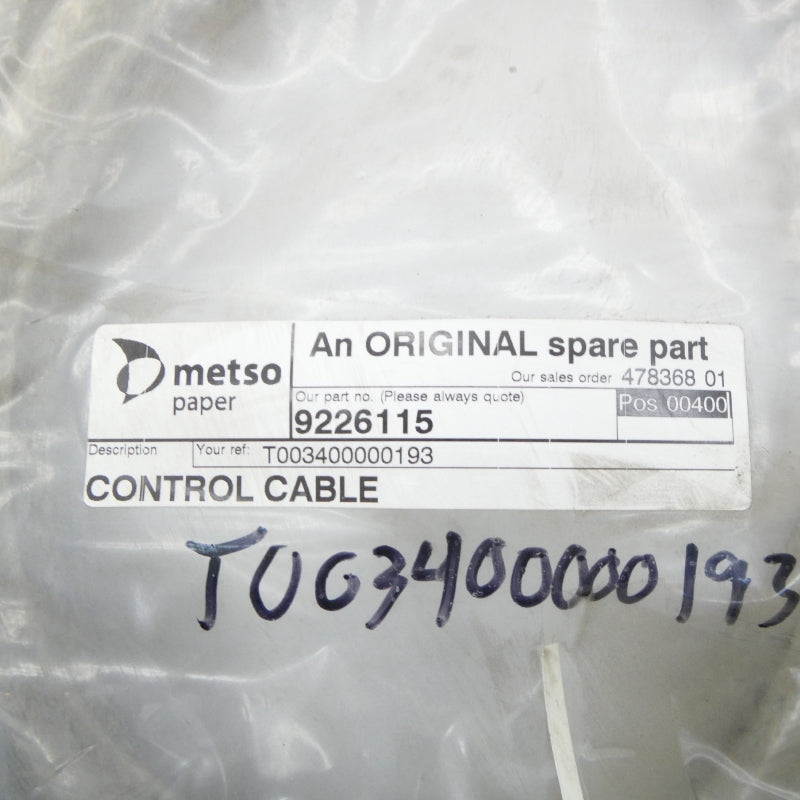 metso
paper
An ORIGINAL spare part
Our sales order 478368 01
Our part no. (Please always quote)
Pos 00400
9226115
Description
Your ref: T003400000193
CONTROL CABLE
T003400000193